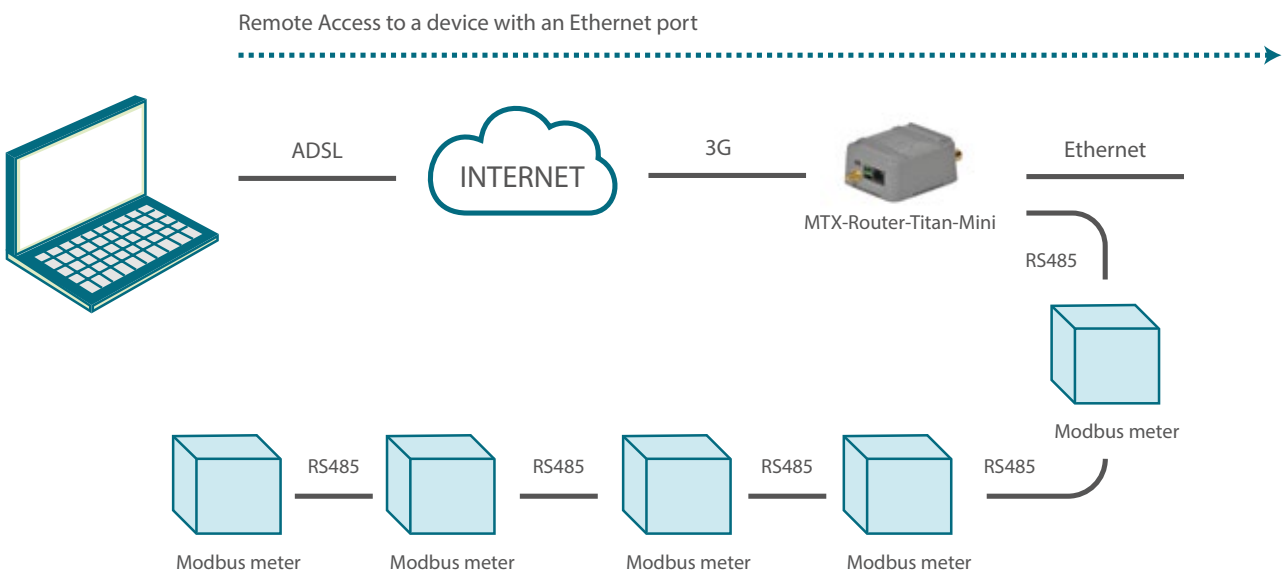 Remote Access to a device with an Ethernet port
ADSL
INTERNET
3G
Ethernet
MTX-Router-Titan-Mini
RS485
Modbus meter
RS485
RS485
RS485
RS485
Modbus meter
Modbus meter
Modbus meter
Modbus meter